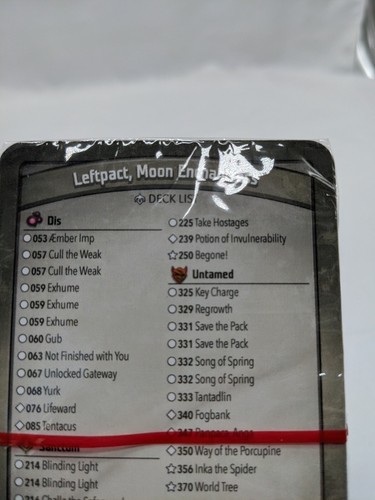 Leftpact, Moon
DECK LIST
Dis
053 Æmber Imp
057 Cull the Weak
057 Cull the Weak
059 Exhume
059 Exhume
059 Exhume
060 Gub
063 Not Finished with You
067 Unlocked Gateway
068 Yurk
076 Lifeward
085 Tentacus
Sanctum
214 Blinding Light
214 Blinding Light
225 Take Hostages
239 Potion of Invulnerability
250 Begone!
Untamed
325 Key Charge
329 Regrowth
331 Save the Pack
331 Save the Pack
332 Song of Spring
332 Song of Spring
333 Tantadlin
340 Fogbank
347
350 Way of the Porcupine
356 Inka the Spider
370 World Tree